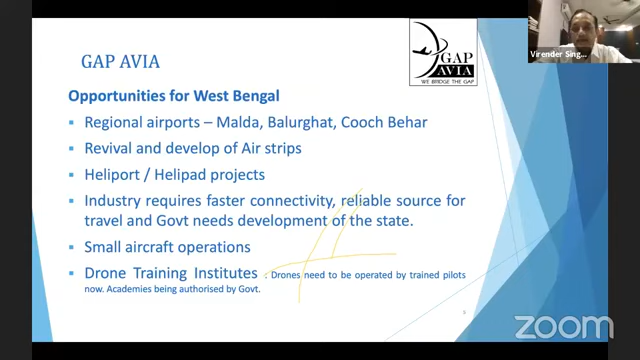 GAP AVIA
GAP
AVIA
WE BRIDGE THE GAP
Virender Sing...
Opportunities for West Bengal
▪ Regional airports – Malda, Balurghat, Cooch Behar
▪ Revival and develop of Air strips
▪ Heliport / Helipad projects
▪ Industry requires faster connectivity, reliable source for
travel and Govt needs development of the state.
▪ Small aircraft operations
▪ Drone Training Institutes : Drones need to be operated by trained pilots
now. Academies being authorised by Govt.
zoom